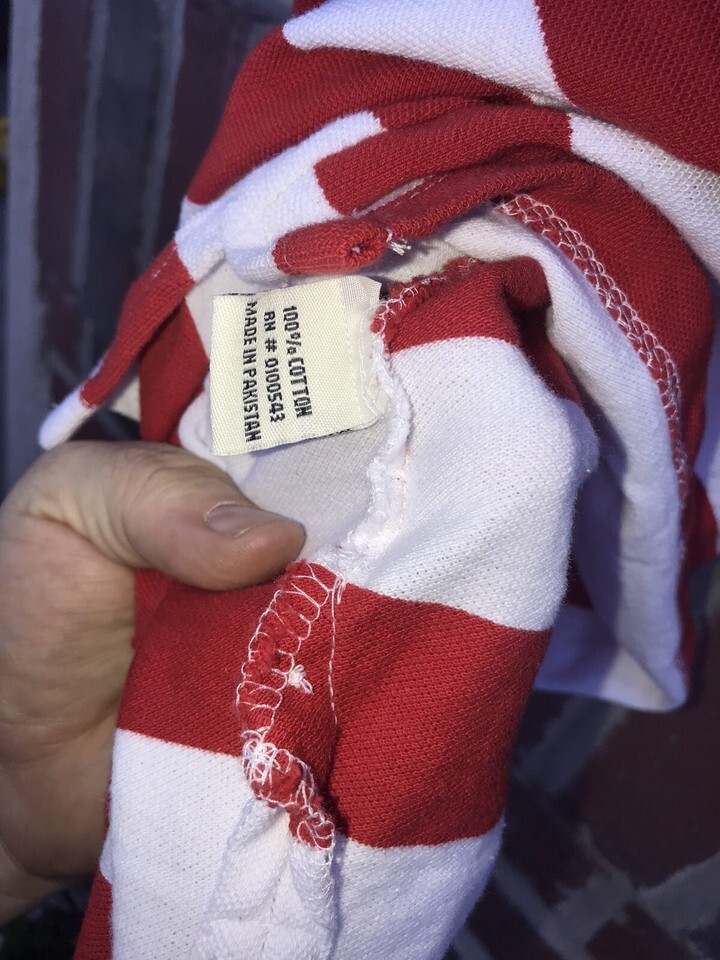 100% COTTON
RN # 0100543
MADE IN PAKISTAN